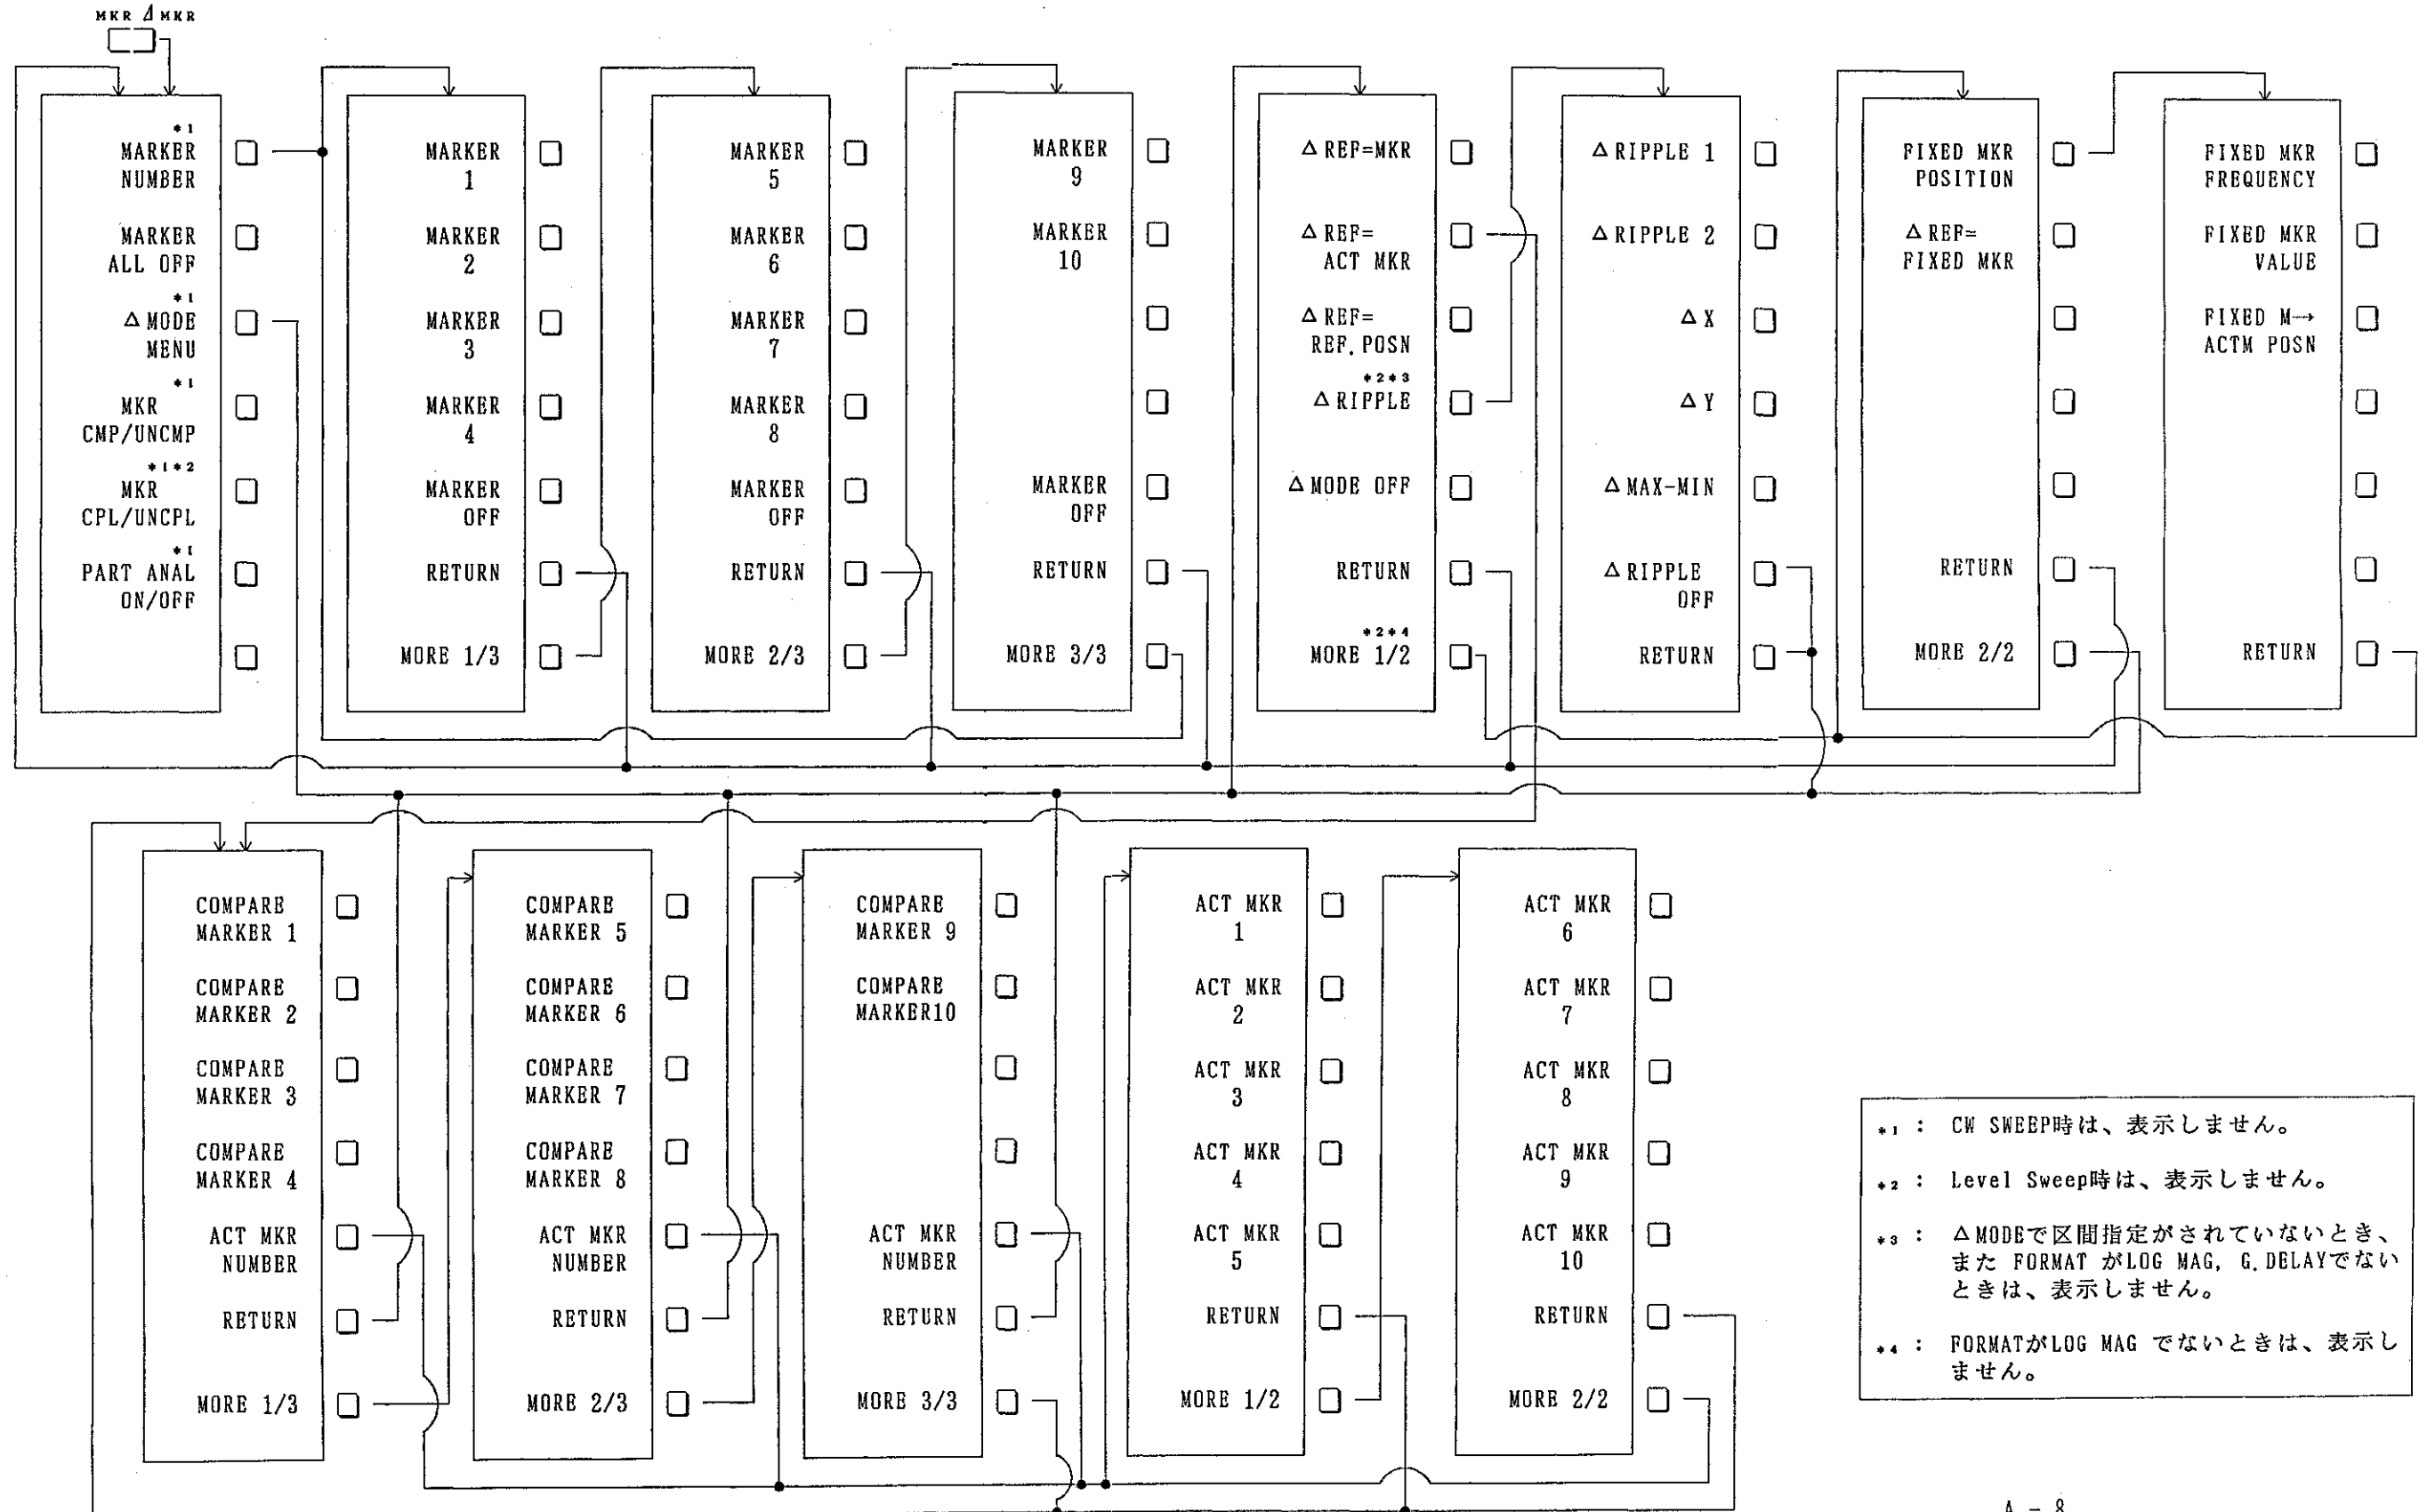 MKR ΔMKR
*1
MARKER
NUMBER
MARKER
ALL OFF
*1
ΔMODE
MENU
*1
MKR
CMP/UNCMP
*1*2
MKR
CPL/UNCPL
*1
PART ANAL
ON/OFF
MARKER
1
MARKER
2
MARKER
3
MARKER
4
MARKER
OFF
RETURN
MORE 1/3
MARKER
5
MARKER
6
MARKER
7
MARKER
8
MARKER
OFF
RETURN
MORE 2/3
MARKER
9
MARKER
10
MARKER
OFF
RETURN
MORE 3/3
ΔREF=MKR
ΔREF=
ACT MKR
ΔREF=
REF.POSN
*2*3
ΔRIPPLE
ΔMODE OFF
RETURN
*2*4
MORE 1/2
ΔRIPPLE 1
ΔRIPPLE 2
ΔX
ΔY
ΔMAX-MIN
ΔRIPPLE
OFF
RETURN
FIXED MKR
POSITION
ΔREF=
FIXED MKR
RETURN
MORE 2/2
FIXED MKR
FREQUENCY
FIXED MKR
VALUE
FIXED M→
ACTM POSN
RETURN
COMPARE
MARKER 1
COMPARE
MARKER 2
COMPARE
MARKER 3
COMPARE
MARKER 4
ACT MKR
NUMBER
RETURN
MORE 1/3
COMPARE
MARKER 5
COMPARE
MARKER 6
COMPARE
MARKER 7
COMPARE
MARKER 8
ACT MKR
NUMBER
RETURN
MORE 2/3
COMPARE
MARKER 9
COMPARE
MARKER10
ACT MKR
NUMBER
RETURN
MORE 3/3
ACT MKR
1
ACT MKR
2
ACT MKR
3
ACT MKR
4
ACT MKR
5
RETURN
MORE 1/2
ACT MKR
6
ACT MKR
7
ACT MKR
8
ACT MKR
9
ACT MKR
10
RETURN
MORE 2/2
*1 : CW SWEEP時は、表示しません。
*2 : Level Sweep時は、表示しません。
*3 : ΔMODEで区間指定がされていないとき、
また FORMAT がLOG MAG, G.DELAYでない
ときは、表示しません。
*4 : FORMATがLOG MAG でないときは、表示し
ません。
A - 8